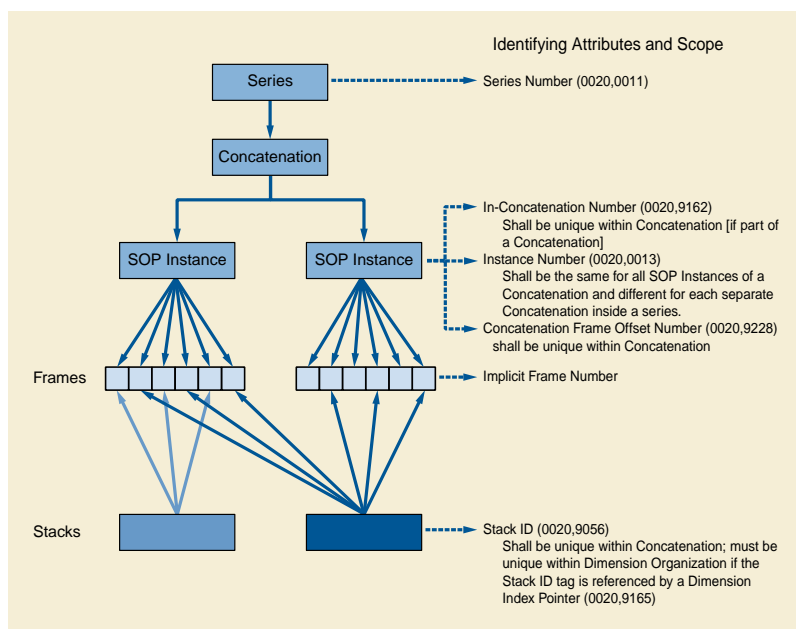 Identifying Attributes and Scope
Series
Series Number (0020,0011)
Concatenation
In-Concatenation Number (0020,9162)
Shall be unique within Concatenation [if part
of a Concatenation]
SOP Instance
SOP Instance
Instance Number (0020,0013)
Shall be the same for all SOP Instances of a
Concatenation and different for each separate
Concatenation inside a series.
Concatenation Frame Offset Number (0020,9228)
shall be unique within Concatenation
Frames
Implicit Frame Number
Stacks
Stack ID (0020,9056)
Shall be unique within Concatenation; must be
unique within Dimension Organization if the
Stack ID tag is referenced by a Dimension
Index Pointer (0020,9165)